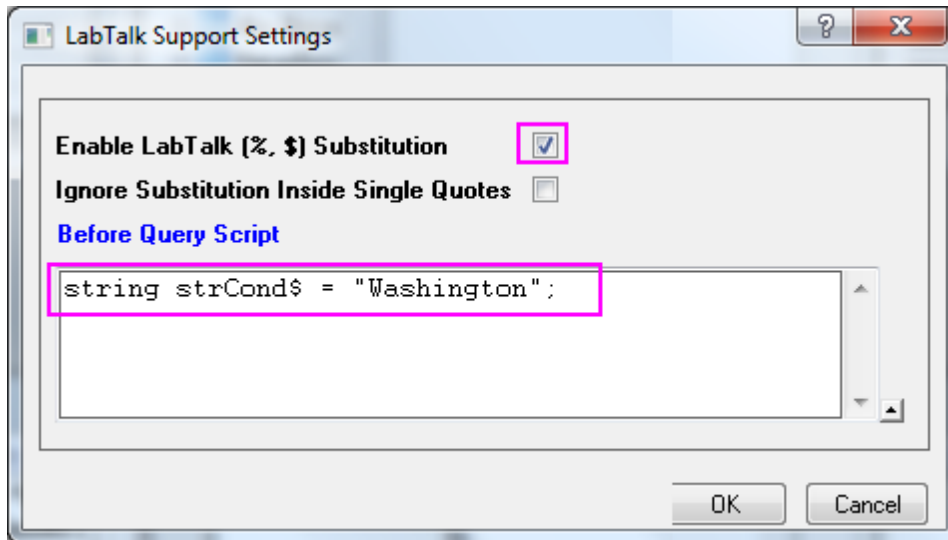 LabTalk Support Settings
Enable LabTalk (%, $) Substitution
Ignore Substitution Inside Single Quotes
Before Query Script
string strCond$ = "Washington";
OK Cancel